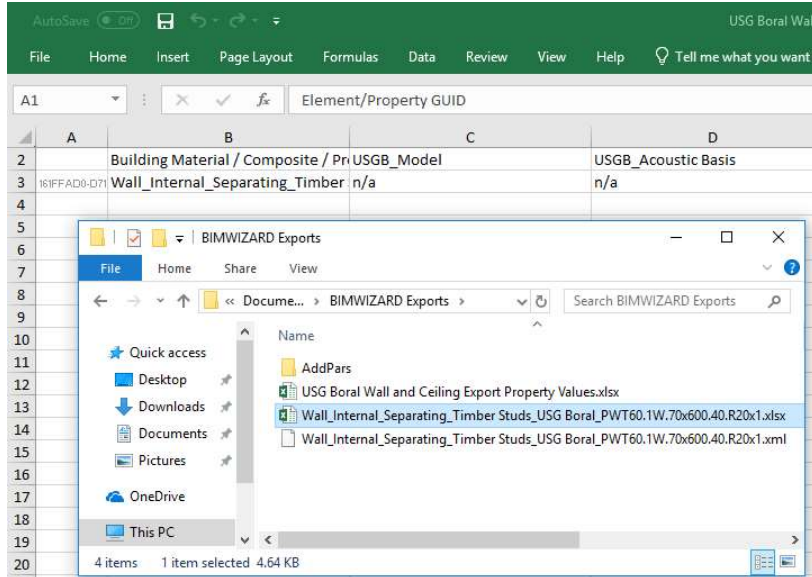 AutoSave Off USG Boral Wal
File Home Insert Page Layout Formulas Data Review View Help Tell me what you want
A1 fx Element/Property GUID
A B C D
2 Building Material / Composite / Pr USGB_Model USGB_Acoustic Basis
3 161FFAD0-D71 Wall_Internal_Separating_Timber n/a n/a
4
5
6
7
8
9
10
11
12
13
14
15
16
17
18
19
20
BIMWIZARD Exports
File Home Share View
« Docume... > BIMWIZARD Exports > Search BIMWIZARD Exports
Name
Quick access
Desktop
Downloads
Documents
Pictures
OneDrive
This PC
AddPars
USG Boral Wall and Ceiling Export Property Values.xlsx
Wall_Internal_Separating_Timber Studs_USG Boral_PWT60.1W.70x600.40.R20x1.xlsx
Wall_Internal_Separating_Timber Studs_USG Boral_PWT60.1W.70x600.40.R20x1.xml
4 items 1 item selected 4.64 KB